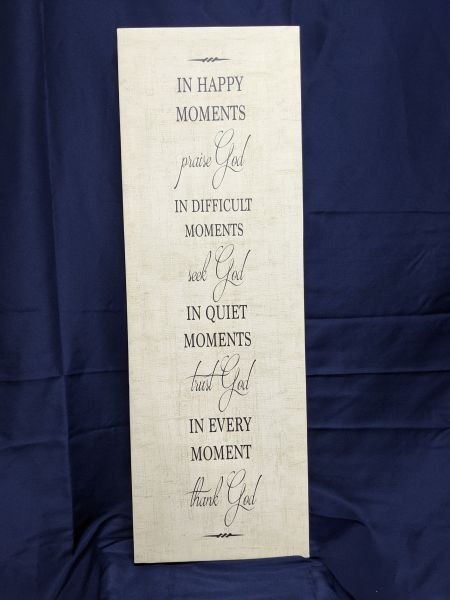 IN HAPPY
MOMENTS
praise God
IN DIFFICULT
MOMENTS
seek God
IN QUIET
MOMENTS
trust God
IN EVERY
MOMENT
thank God